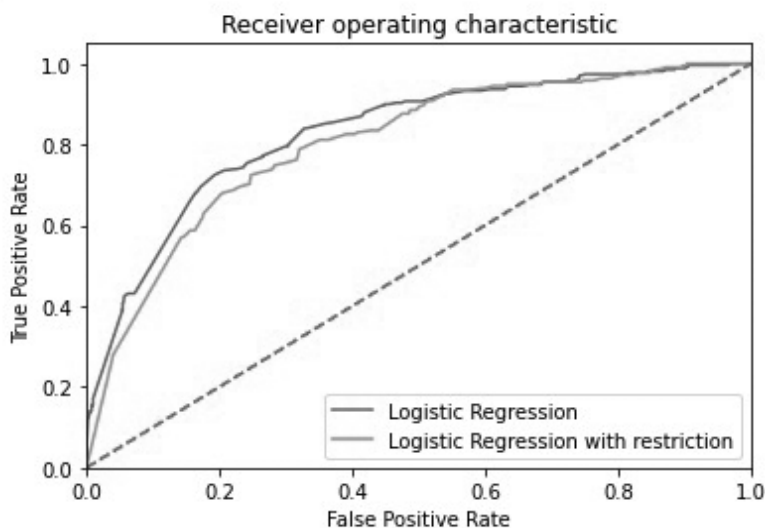 Receiver operating characteristic
True Positive Rate
1.0
0.8
0.6
0.4
0.2
0.0
Logistic Regression
Logistic Regression with restriction
0.0 0.2 0.4 0.6 0.8 1.0
False Positive Rate